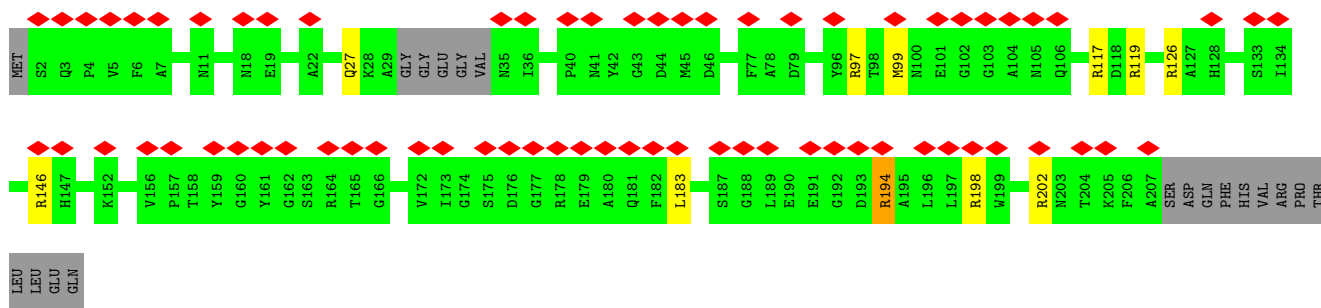 MET S2 Q3 P4 V5 F6 A7 N11 N18 E19 A22 Q27 K28 A29 GLY GLY GLU GLY VAL N35 I36 P40 N41 Y42 G43 D44 M45 D46 F77 A78 D79 Y96 R97 T98 M99 N100 E101 G102 G103 A104 N105 Q106 R117 D118 R119 R126 A127 H128 S133 I134
R146 H147 K152 V156 P157 T158 Y159 G160 Y161 G162 S163 R164 T165 G166 V172 I173 G174 S175 D176 G177 R178 E179 A180 Q181 F182 L183 S187 G188 L189 E190 E191 G192 D193 R194 A195 L196 L197 R198 W199 R202 N203 T204 K205 F206 A207 SER ASP GLN PHE HIS VAL ARG PRO THR
LEU LEU GLU GLN